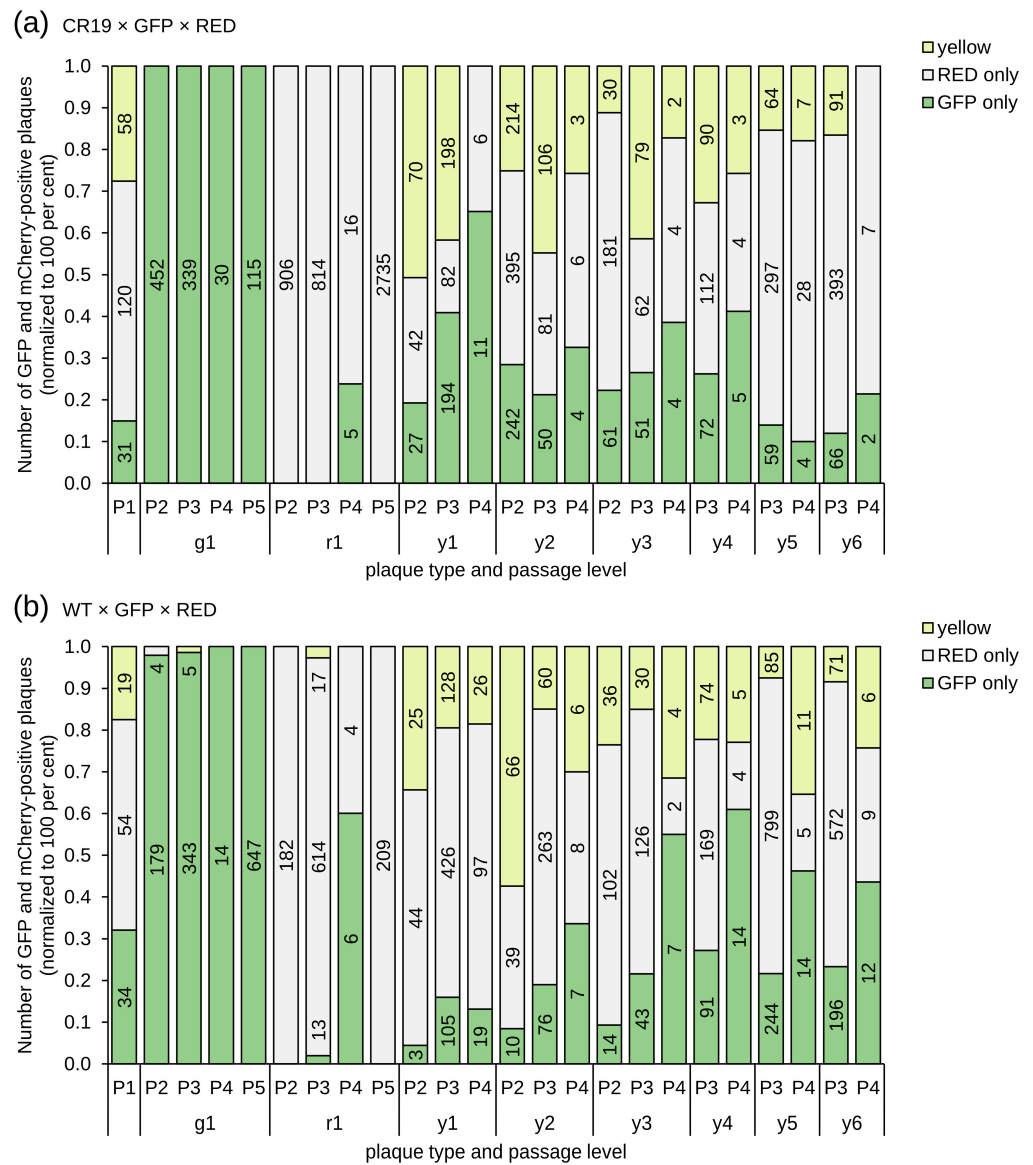 (a) CR19 × GFP × RED
yellow
RED only
GFP only
Number of GFP and mCherry-positive plaques
(normalized to 100 per cent)
1.0
0.9
0.8
0.7
0.6
0.5
0.4
0.3
0.2
0.1
0.0
58 70 198 6 214 106 3 30 79 2 90 3 64 7 91
120 452 339 30 115 906 814 16 2735 42 82 395 81 6 181 62 4 112 4 297 28 393 7
31 5 27 194 11 242 50 4 61 51 4 72 5 59 4 66 2
P1 P2 P3 P4 P5 P2 P3 P4 P5 P2 P3 P4 P2 P3 P4 P2 P3 P4 P3 P4 P3 P4 P3 P4
g1 r1 y1 y2 y3 y4 y5 y6
plaque type and passage level
(b) WT × GFP × RED
yellow
RED only
GFP only
Number of GFP and mCherry-positive plaques
(normalized to 100 per cent)
1.0
0.9
0.8
0.7
0.6
0.5
0.4
0.3
0.2
0.1
0.0
19 4 5 17 25 128 26 66 60 6 36 30 4 74 5 85 11 71 6
54 179 343 14 647 182 614 4 209 44 426 97 39 263 8 102 126 2 169 4 799 5 572 9
34 13 6 3 105 19 10 76 7 14 43 7 91 14 244 14 196 12
P1 P2 P3 P4 P5 P2 P3 P4 P5 P2 P3 P4 P2 P3 P4 P2 P3 P4 P3 P4 P3 P4 P3 P4
g1 r1 y1 y2 y3 y4 y5 y6
plaque type and passage level